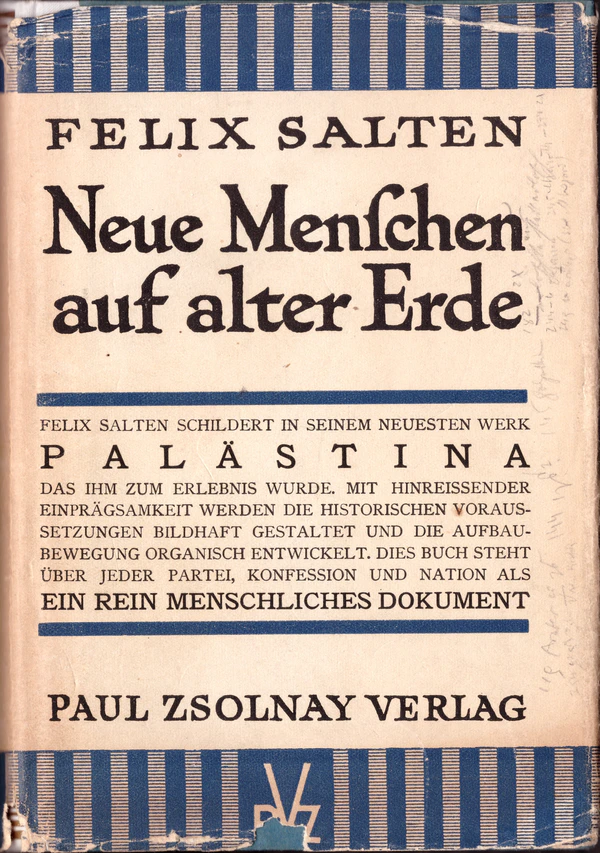 FELIX SALTEN
Neue Menſchen
auf alter Erde
FELIX SALTEN SCHILDERT IN SEINEM NEUESTEN WERK
PALÄSTINA
DAS IHM ZUM ERLEBNIS WURDE. MIT HINREISSENDER
EINPRÄGSAMKEIT WERDEN DIE HISTORISCHEN VORAUS-
SETZUNGEN BILDHAFT GESTALTET UND DIE AUFBAU-
BEWEGUNG ORGANISCH ENTWICKELT. DIES BUCH STEHT
ÜBER JEDER PARTEI, KONFESSION UND NATION ALS
EIN REIN MENSCHLICHES DOKUMENT
PAUL ZSOLNAY VERLAG
PVZ